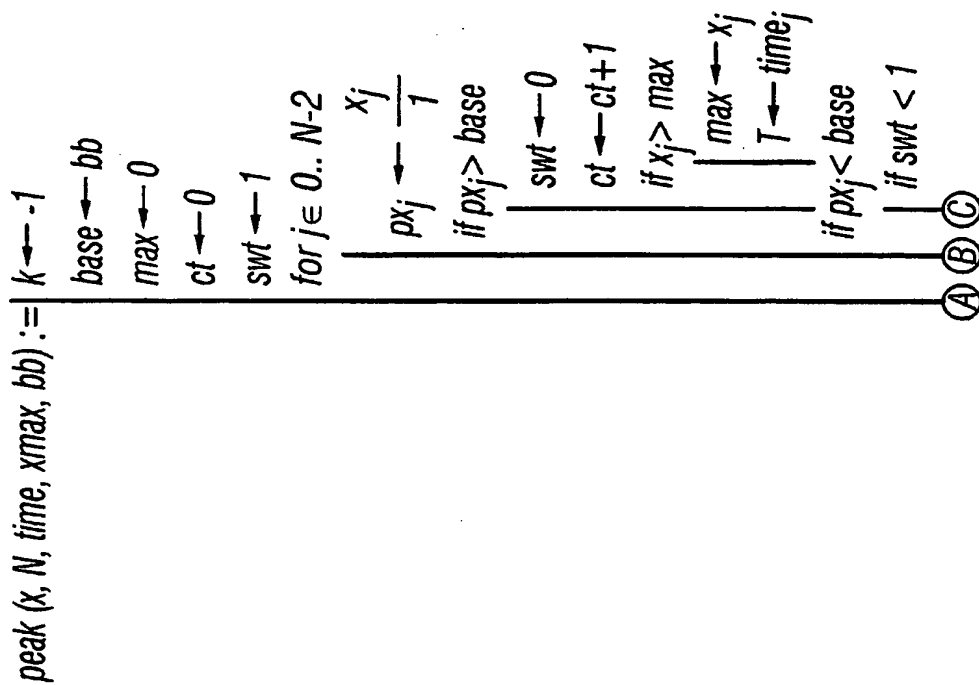 peak (x, N, time, xmax, bb) := k ← -1
base ← bb
max ← 0
ct ← 0
swt ← 1
for j ∈ 0.. N-2
px_j ← x_j / 1
if px_j > base
swt ← 0
ct ← ct+1
if x_j > max
max ← x_j
T ← time_j
if px_j < base
if swt < 1
A
B
C